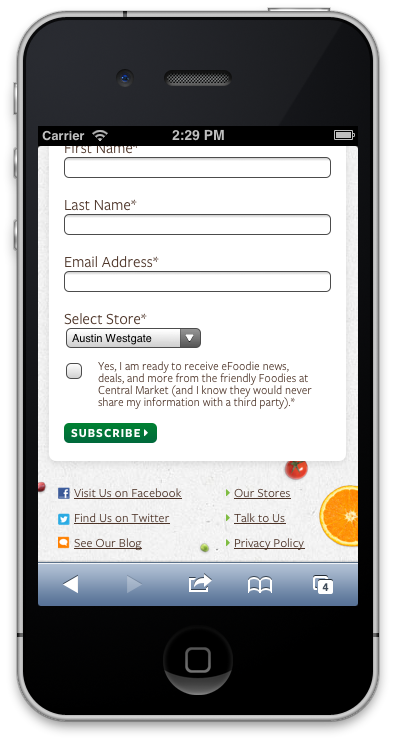 Carrier 2:29 PM
First Name*
Last Name*
Email Address*
Select Store*
Austin Westgate
Yes, I am ready to receive eFoodie news,
deals, and more from the friendly Foodies at
Central Market (and I know they would never
share my information with a third party).*
SUBSCRIBE
Visit Us on Facebook Our Stores
Find Us on Twitter Talk to Us
See Our Blog Privacy Policy
4